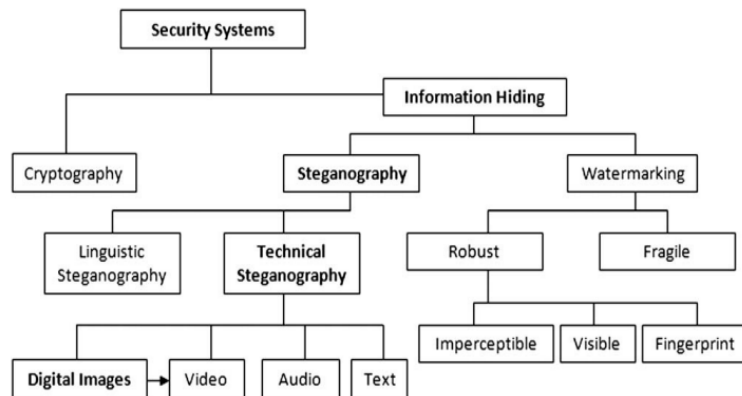 Security Systems
Information Hiding
Cryptography
Steganography
Watermarking
Linguistic
Steganography
Technical
Steganography
Robust
Fragile
Imperceptible
Visible
Fingerprint
Digital Images
Video
Audio
Text